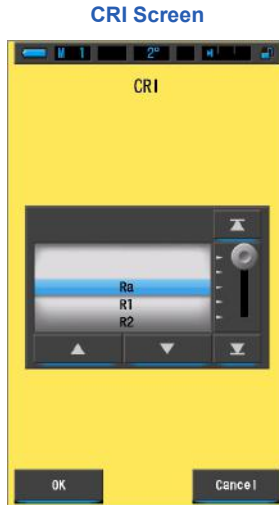 CRI Screen
M 1 2°
CRI
Ra
R1
R2
OK Cancel